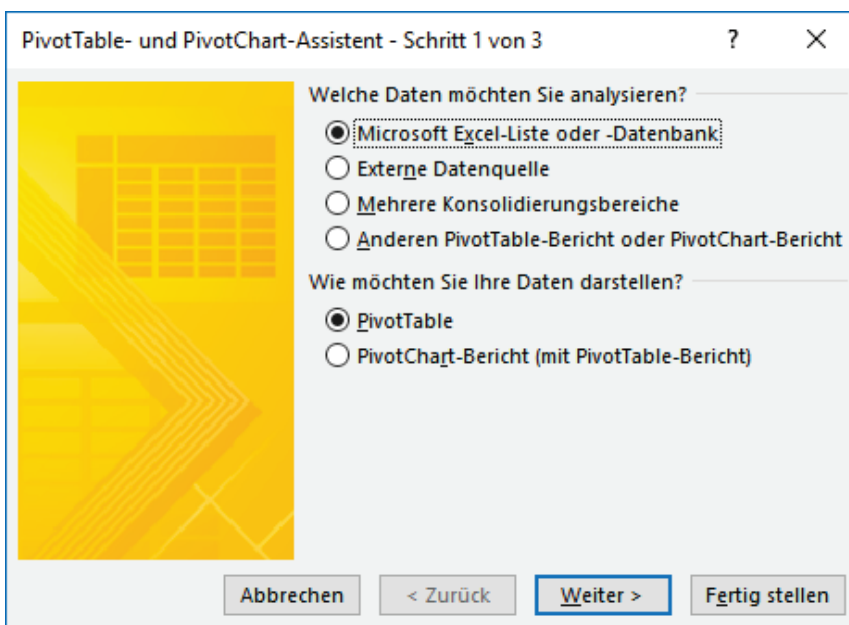 PivotTable- und PivotChart-Assistent - Schritt 1 von 3 ?
Welche Daten möchten Sie analysieren?
Microsoft Excel-Liste oder -Datenbank
Externe Datenquelle
Mehrere Konsolidierungsbereiche
Anderen PivotTable-Bericht oder PivotChart-Bericht
Wie möchten Sie Ihre Daten darstellen?
PivotTable
PivotChart-Bericht (mit PivotTable-Bericht)
Abbrechen < Zurück Weiter > Fertig stellen